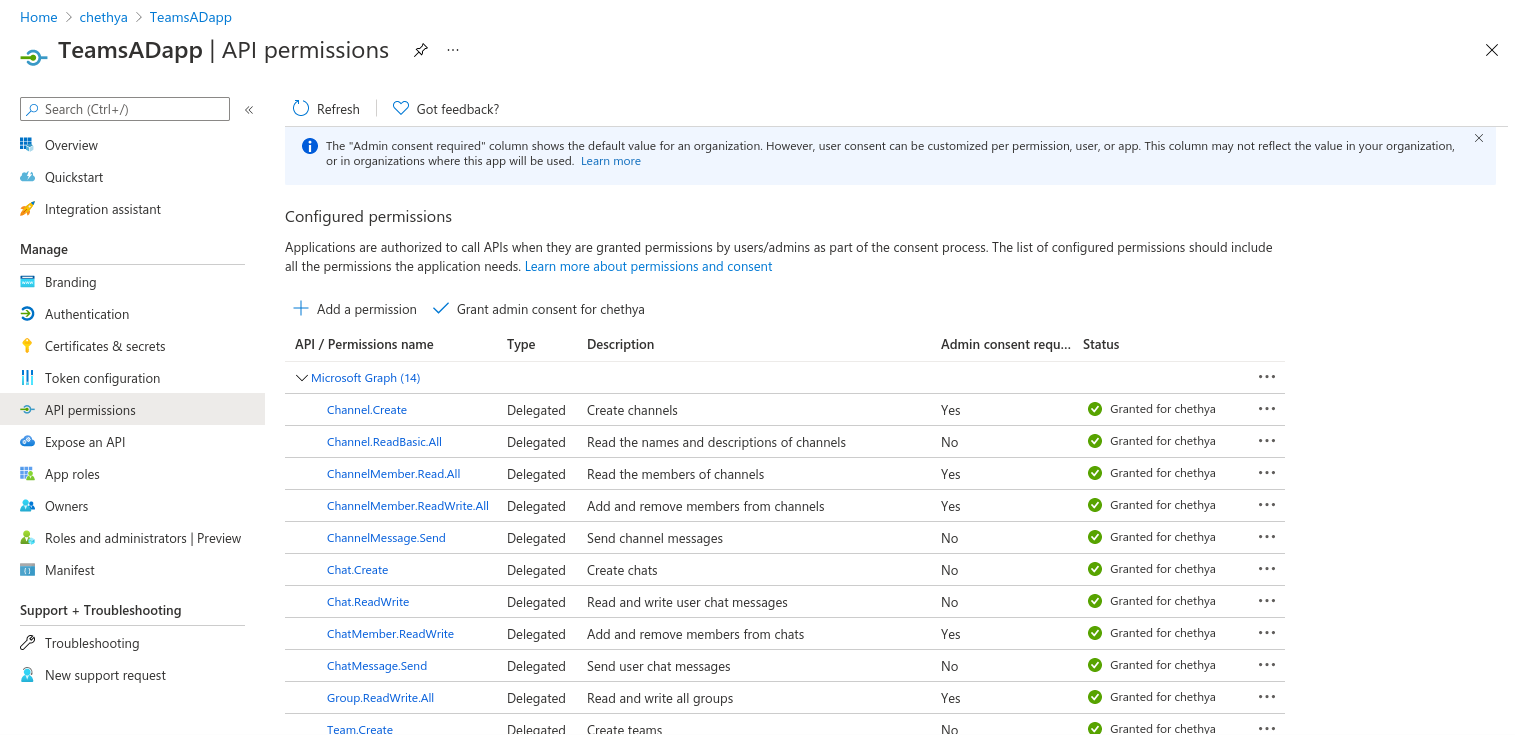 Home > chethya > TeamsADapp
TeamsADapp | API permissions ...
Search (Ctrl+/) «
Overview
Quickstart
Integration assistant
Manage
Branding
Authentication
Certificates & secrets
Token configuration
API permissions
Expose an API
App roles
Owners
Roles and administrators | Preview
Manifest
Support + Troubleshooting
Troubleshooting
New support request
Refresh | Got feedback?
The "Admin consent required" column shows the default value for an organization. However, user consent can be customized per permission, user, or app. This column may not reflect the value in your organization,
or in organizations where this app will be used. Learn more
Configured permissions
Applications are authorized to call APIs when they are granted permissions by users/admins as part of the consent process. The list of configured permissions should include
all the permissions the application needs. Learn more about permissions and consent
Add a permission Grant admin consent for chethya
API / Permissions name Type Description Admin consent requ... Status
Microsoft Graph (14) ...
Channel.Create Delegated Create channels Yes Granted for chethya ...
Channel.ReadBasic.All Delegated Read the names and descriptions of channels No Granted for chethya ...
ChannelMember.Read.All Delegated Read the members of channels Yes Granted for chethya ...
ChannelMember.ReadWrite.All Delegated Add and remove members from channels Yes Granted for chethya ...
ChannelMessage.Send Delegated Send channel messages No Granted for chethya ...
Chat.Create Delegated Create chats No Granted for chethya ...
Chat.ReadWrite Delegated Read and write user chat messages No Granted for chethya ...
ChatMember.ReadWrite Delegated Add and remove members from chats Yes Granted for chethya ...
ChatMessage.Send Delegated Send user chat messages No Granted for chethya ...
Group.ReadWrite.All Delegated Read and write all groups Yes Granted for chethya ...
Team.Create Delegated Create teams No Granted for chethya ...